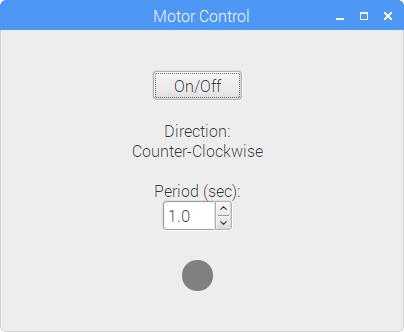 Motor Control
On/Off
Direction:
Counter-Clockwise
Period (sec):
1.0